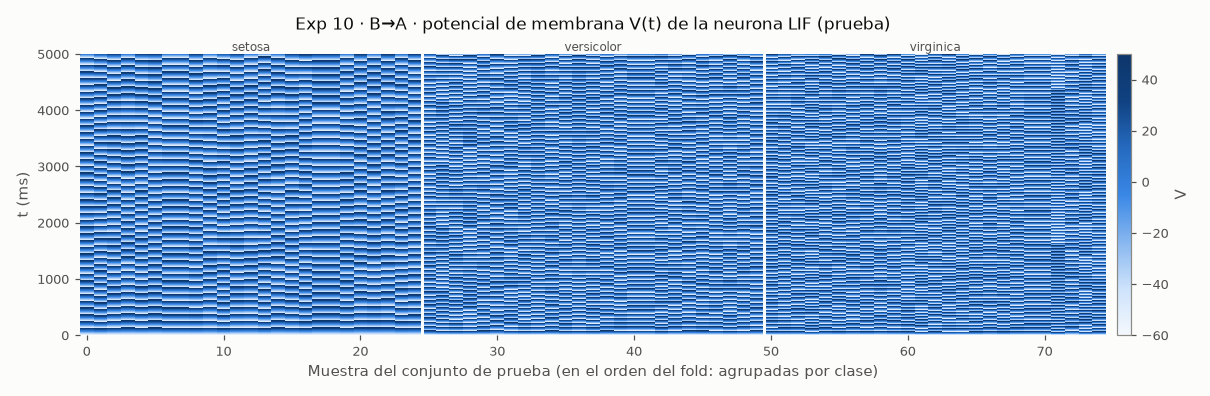 Exp 10 · B→A · potencial de membrana V(t) de la neurona LIF (prueba)
setosa versicolor virginica
5000
4000
3000
2000
1000
0
t (ms)
0 10 20 30 40 50 60 70
Muestra del conjunto de prueba (en el orden del fold: agrupadas por clase)
40
20
0
−20
−40
−60
V